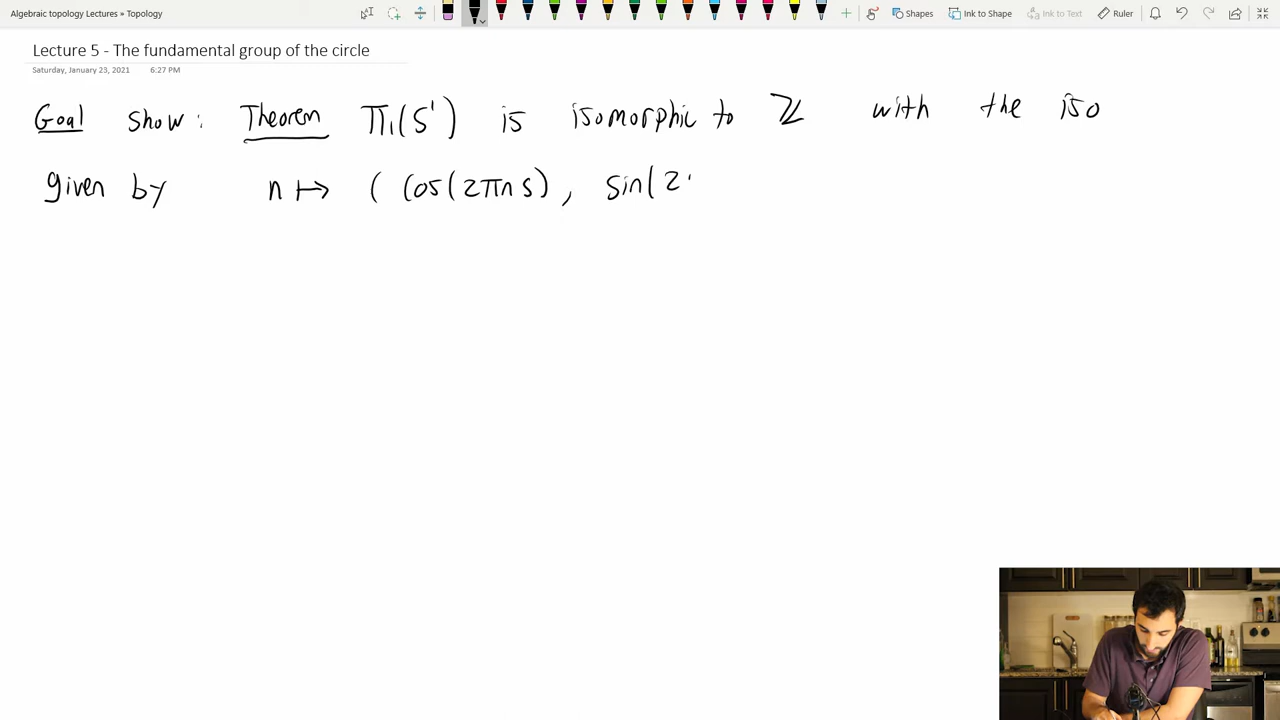 Algebraic topology Lectures » Topology
Shapes Ink to Shape Ink to Text Ruler
Lecture 5 - The fundamental group of the circle
Saturday, January 23, 2021 6:27 PM
Goal show: Theorem π₁(S¹) is isomorphic to ℤ with the iso
given by n ↦ ( cos(2πns), sin(2